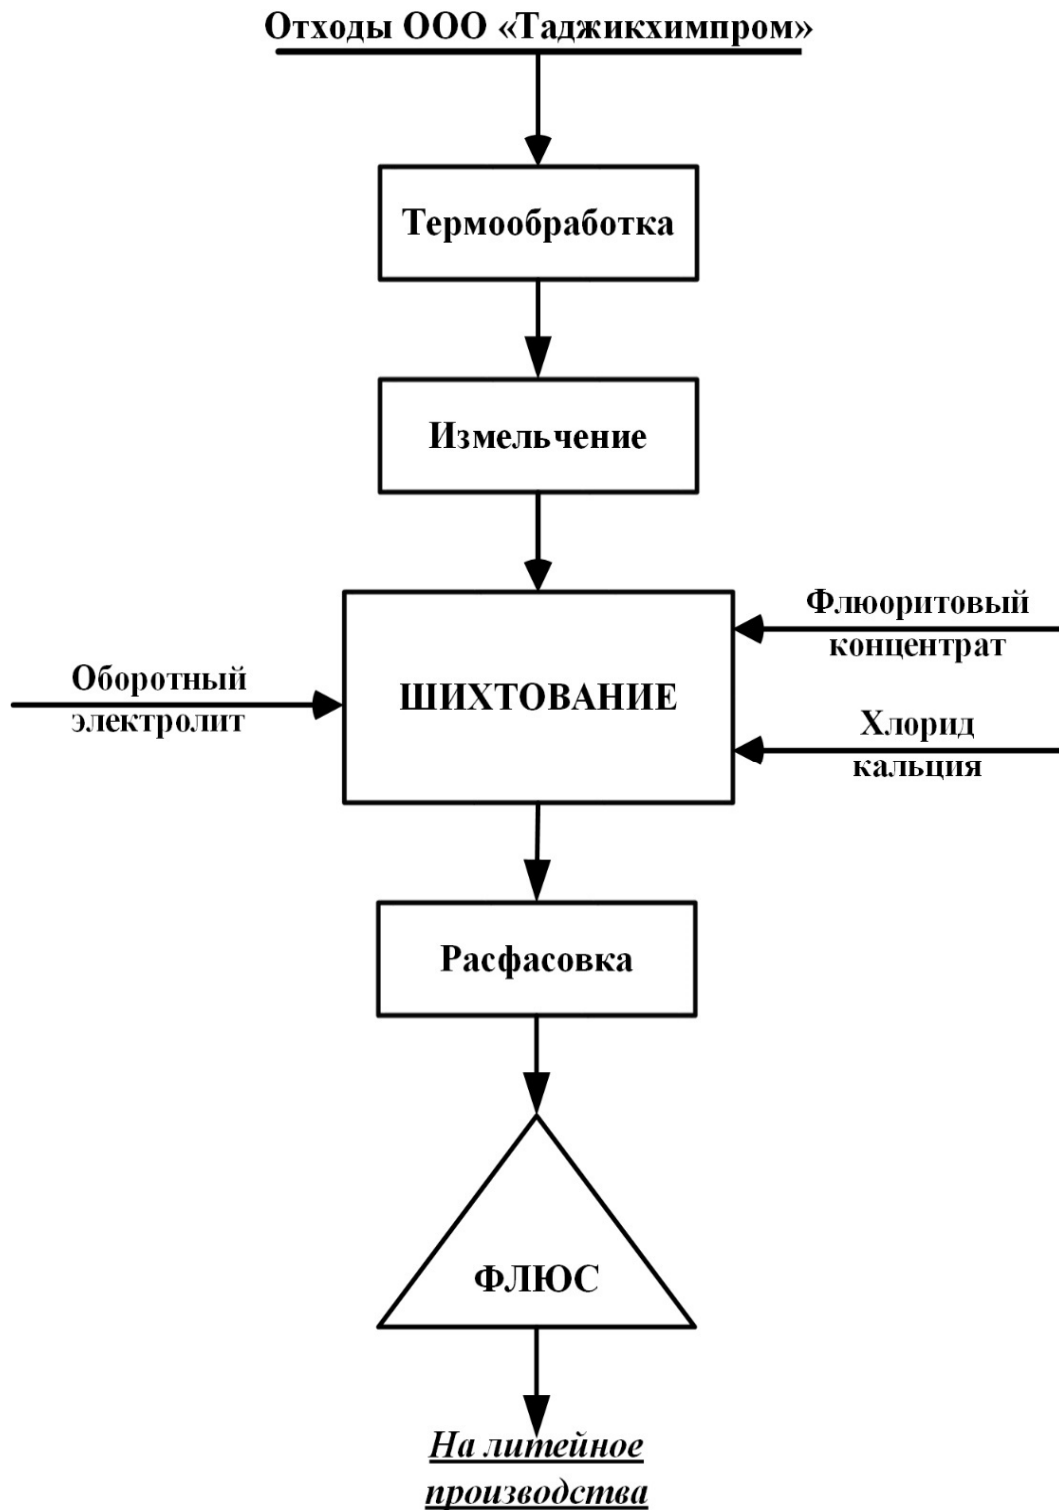 Отходы ООО «Таджикхимпром»
Термообработка
Измельчение
Флюоритовый
концентрат
Оборотный
электролит
ШИХТОВАНИЕ
Хлорид
кальция
Расфасовка
ФЛЮС
На литейное
производства